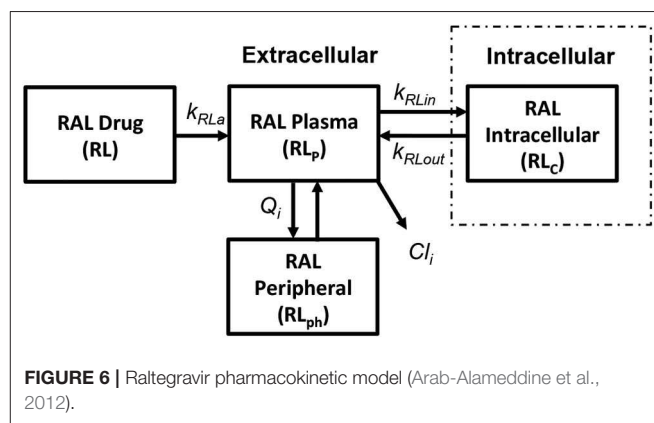 Extracellular
Intracellular
RAL Drug
(RL)
k_RLa
RAL Plasma
(RL_P)
k_RLin
k_RLout
RAL
Intracellular
(RL_C)
Q_i
Cl_i
RAL
Peripheral
(RL_ph)
FIGURE 6 | Raltegravir pharmacokinetic model (Arab-Alameddine et al.,
2012).